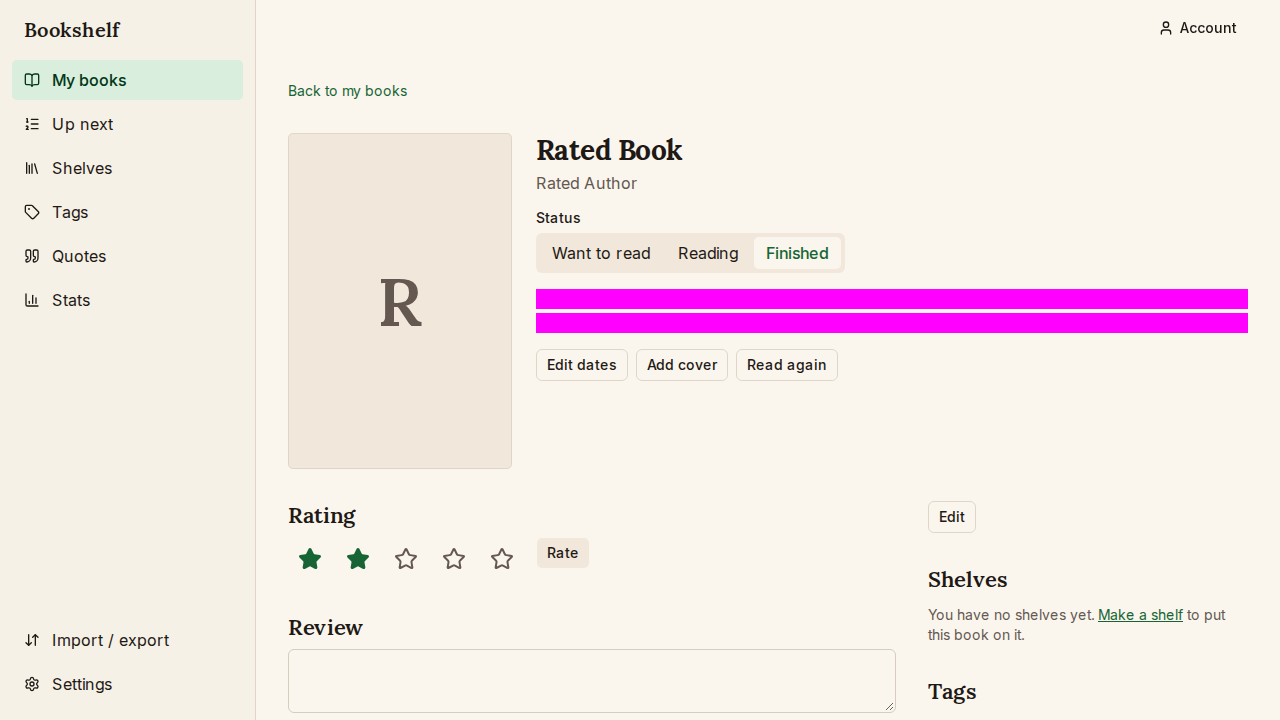 Bookshelf
Account
My books
Up next
Shelves
Tags
Quotes
Stats
Import / export
Settings
Back to my books
R
Rated Book
Rated Author
Status
Want to read Reading Finished
Edit dates Add cover Read again
Rating
Rate
Review
Edit
Shelves
You have no shelves yet. Make a shelf to put
this book on it.
Tags